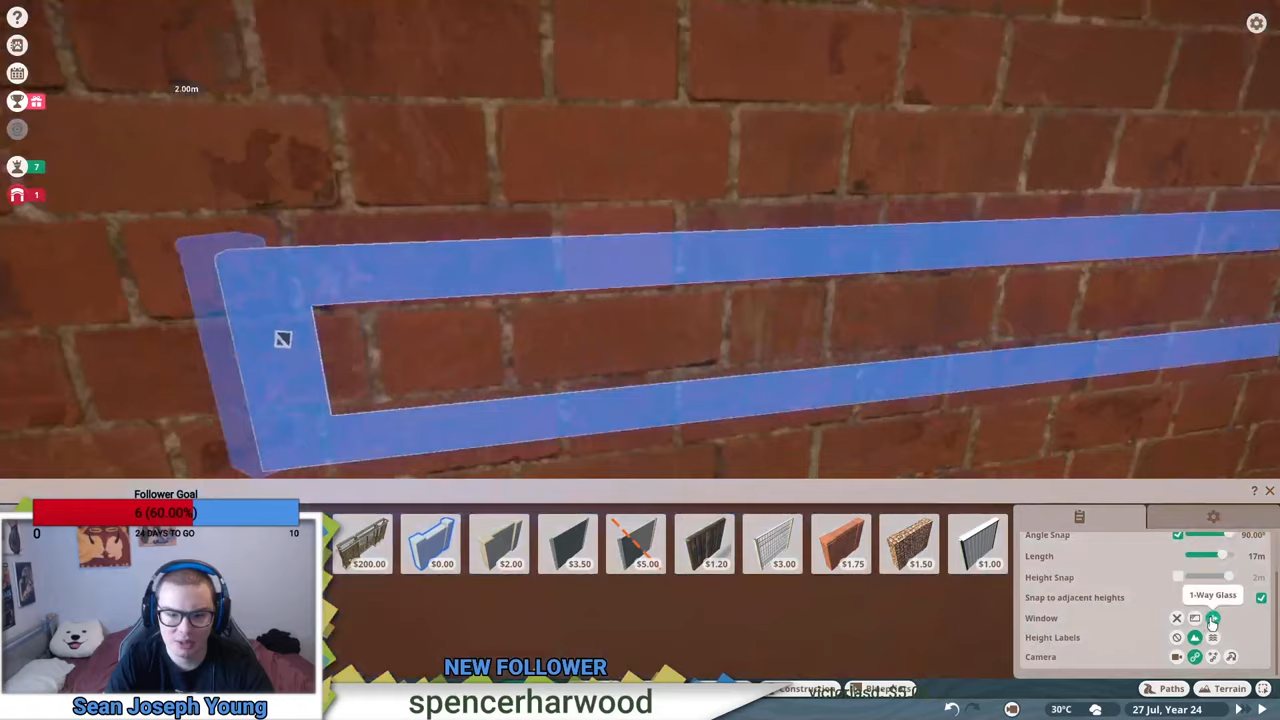 ?
2.00m
7
1
? ×
Follower Goal
6 (60.00%)
0 24 DAYS TO GO 10
$200.00 $0.00 $2.00 $3.50 $5.00 $1.20 $3.00 $1.75 $1.50 $1.00
Angle Snap 90.00°
Length 17m
Height Snap 2m
1-Way Glass
Snap to adjacent heights
Window
Height Labels
Camera
NEW FOLLOWER
spencerharwood
Sean Joseph Young
Paths Terrain
30°C 27 Jul, Year 24